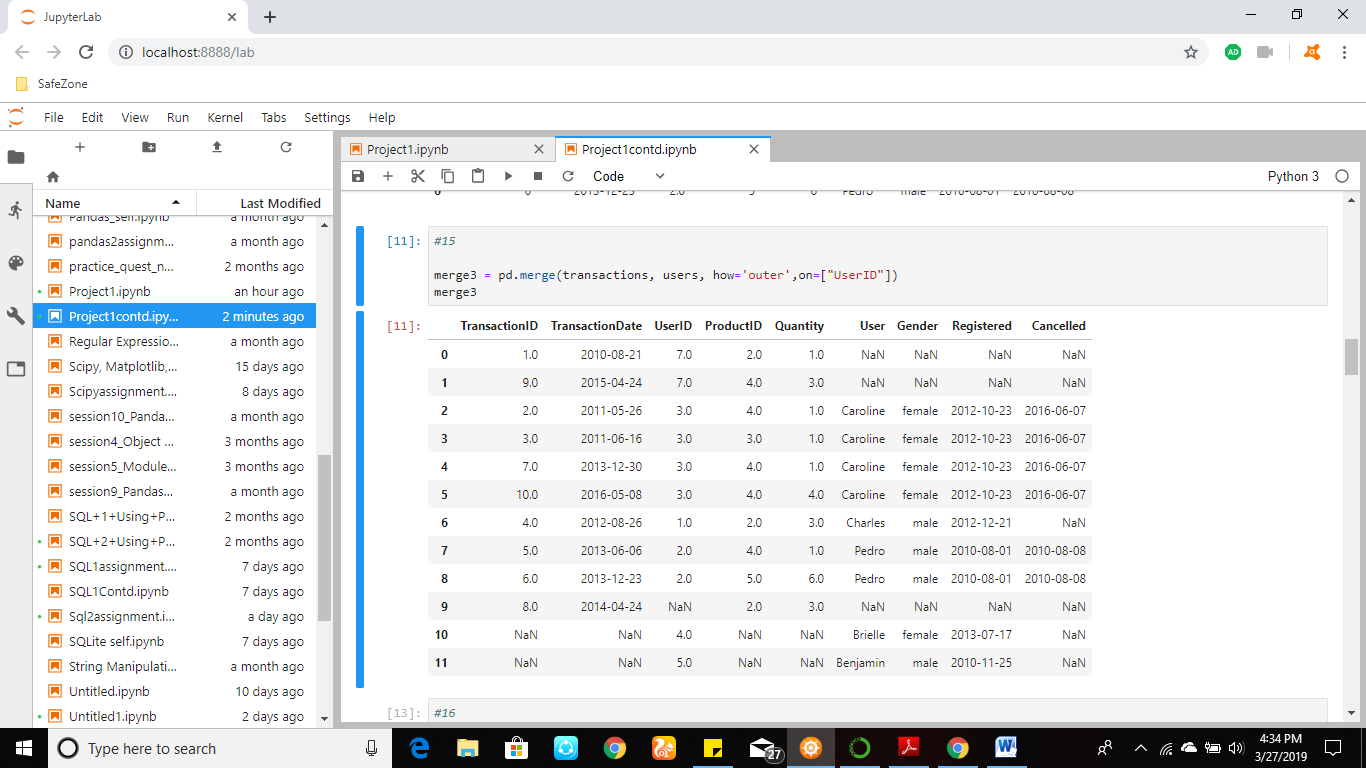 JupyterLab
localhost:8888/lab
AD
SafeZone
File Edit View Run Kernel Tabs Settings Help
Project1.ipynb
Project1contd.ipynb
Code
Python 3
Name
Last Modified
Pandas_self.ipynb a month ago
pandas2assignm... a month ago
practice_quest_n... 2 months ago
Project1.ipynb an hour ago
Project1contd.ipy... 2 minutes ago
Regular Expressio... a month ago
Scipy, Matplotlib,... 15 days ago
Scipyassignment.... 8 days ago
session10_Panda... a month ago
session4_Object ... 3 months ago
session5_Module... 3 months ago
session9_Pandas... a month ago
SQL+1+Using+P... 2 months ago
SQL+2+Using+P... 2 months ago
SQL1assignment.... 7 days ago
SQL1Contd.ipynb 7 days ago
Sql2assignment.i... a day ago
SQLite self.ipynb 7 days ago
String Manipulati... a month ago
Untitled.ipynb 10 days ago
Untitled1.ipynb 2 days ago
2013-12-23 2.0 Pedro male 2010-08-01 2010-08-08
[11]: #15
merge3 = pd.merge(transactions, users, how='outer',on=["UserID"])
merge3
[11]: TransactionID TransactionDate UserID ProductID Quantity User Gender Registered Cancelled
0 1.0 2010-08-21 7.0 2.0 1.0 NaN NaN NaN NaN
1 9.0 2015-04-24 7.0 4.0 3.0 NaN NaN NaN NaN
2 2.0 2011-05-26 3.0 4.0 1.0 Caroline female 2012-10-23 2016-06-07
3 3.0 2011-06-16 3.0 3.0 1.0 Caroline female 2012-10-23 2016-06-07
4 7.0 2013-12-30 3.0 4.0 1.0 Caroline female 2012-10-23 2016-06-07
5 10.0 2016-05-08 3.0 4.0 4.0 Caroline female 2012-10-23 2016-06-07
6 4.0 2012-08-26 1.0 2.0 3.0 Charles male 2012-12-21 NaN
7 5.0 2013-06-06 2.0 4.0 1.0 Pedro male 2010-08-01 2010-08-08
8 6.0 2013-12-23 2.0 5.0 6.0 Pedro male 2010-08-01 2010-08-08
9 8.0 2014-04-24 NaN 2.0 3.0 NaN NaN NaN NaN
10 NaN NaN 4.0 NaN NaN Brielle female 2013-07-17 NaN
11 NaN NaN 5.0 NaN NaN Benjamin male 2010-11-25 NaN
[13]: #16
Type here to search
27
4:34 PM
3/27/2019